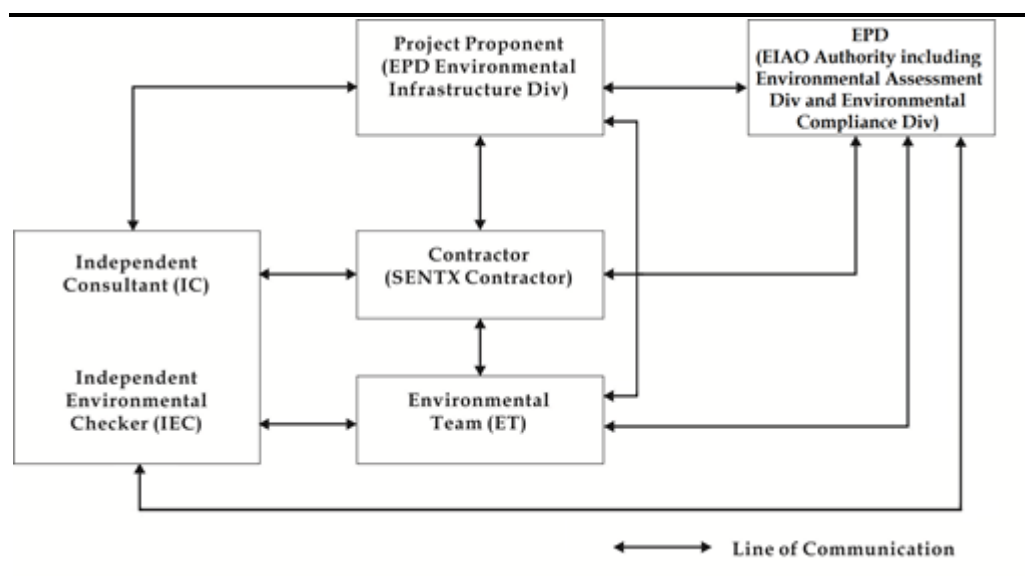 Project Proponent
(EPD Environmental
Infrastructure Div)
EPD
(EIAO Authority including
Environmental Assessment
Div and Environmental
Compliance Div)
Independent
Consultant (IC)
Contractor
(SENTX Contractor)
Independent
Environmental
Checker (IEC)
Environmental
Team (ET)
Line of Communication